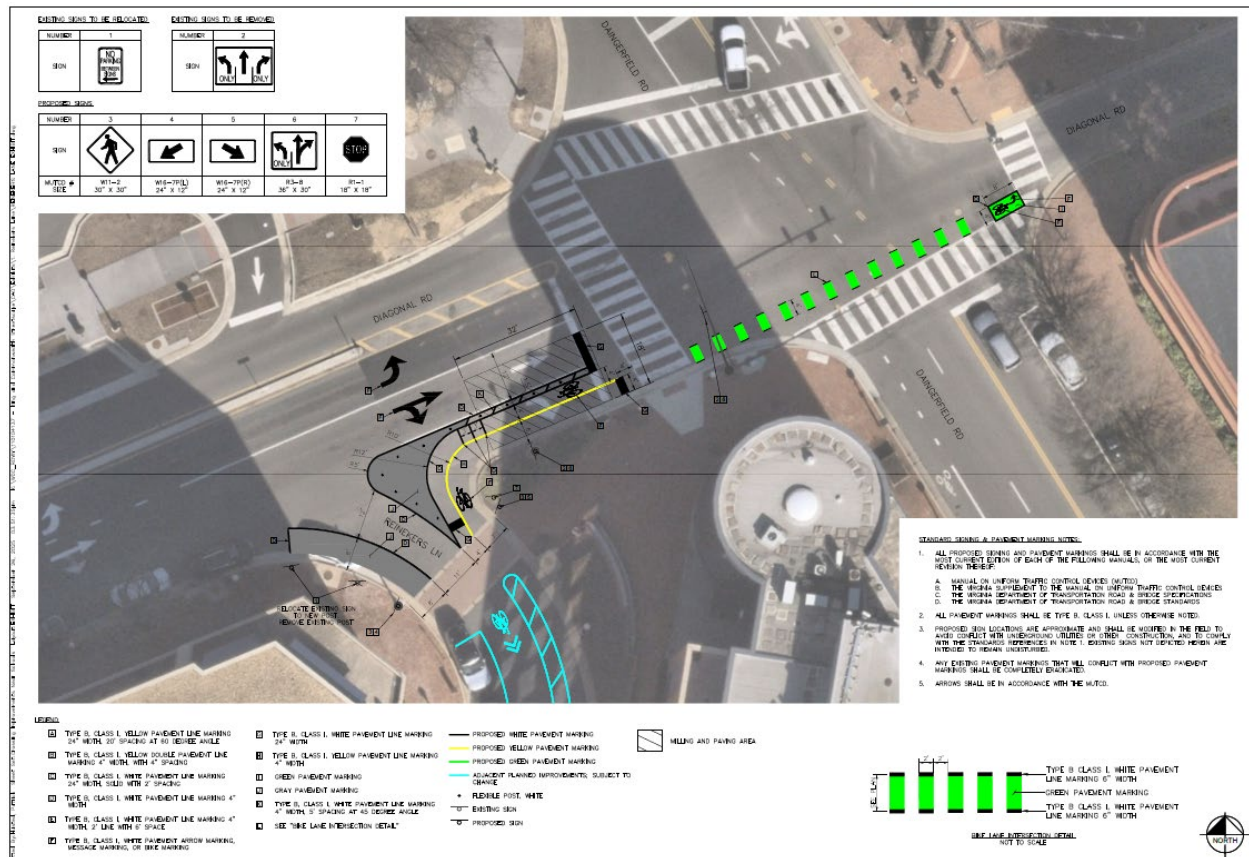 EXISTING SIGNS TO BE RELOCATED
NUMBER 1
SIGN
NO
PARKING
BETWEEN
SIGNS
EXISTING SIGNS TO BE REMOVED
NUMBER 2
SIGN
ONLY ONLY
PROPOSED SIGNS
NUMBER 3 4 5 6 7
SIGN
ONLY
STOP
MUTCD # W11-2 W16-7P(L) W16-7P(R) R3-8 R1-1
SIZE 30" X 30" 24" X 12" 24" X 12" 36" X 30" 18" X 18"
DAINGERFIELD RD
DIAGONAL RD
DIAGONAL RD
DAINGERFIELD RD
REINEKERS LN
RELOCATE EXISTING SIGN
TO NEW POST,
REMOVE EXISTING POST
STANDARD SIGNING & PAVEMENT MARKING NOTES:
1. ALL PROPOSED SIGNING AND PAVEMENT MARKINGS SHALL BE IN ACCORDANCE WITH THE
MOST CURRENT EDITION OF EACH OF THE FOLLOWING MANUALS, OR THE MOST CURRENT
REVISION THEREOF:
A. MANUAL ON UNIFORM TRAFFIC CONTROL DEVICES (MUTCD)
B. THE VIRGINIA SUPPLEMENT TO THE MANUAL ON UNIFORM TRAFFIC CONTROL DEVICES
C. THE VIRGINIA DEPARTMENT OF TRANSPORTATION ROAD & BRIDGE SPECIFICATIONS
D. THE VIRGINIA DEPARTMENT OF TRANSPORTATION ROAD & BRIDGE STANDARDS
2. ALL PAVEMENT MARKINGS SHALL BE TYPE B, CLASS I, UNLESS OTHERWISE NOTED.
3. PROPOSED SIGN LOCATIONS ARE APPROXIMATE AND SHALL BE MODIFIED IN THE FIELD TO
AVOID CONFLICT WITH UNDERGROUND UTILITIES OR OTHER CONSTRUCTION, AND TO COMPLY
WITH THE STANDARDS REFERENCES IN NOTE 1. EXISTING SIGNS NOT DEPICTED HEREIN ARE
INTENDED TO REMAIN UNDISTURBED.
4. ANY EXISTING PAVEMENT MARKINGS THAT WILL CONFLICT WITH PROPOSED PAVEMENT
MARKINGS SHALL BE COMPLETELY ERADICATED.
5. ARROWS SHALL BE IN ACCORDANCE WITH THE MUTCD.
LEGEND
A TYPE B, CLASS I, YELLOW PAVEMENT LINE MARKING
24" WIDTH, 20' SPACING AT 60 DEGREE ANGLE
B TYPE B, CLASS I, YELLOW DOUBLE PAVEMENT LINE
MARKING 4" WIDTH, WITH 4" SPACING
C TYPE B, CLASS I, WHITE PAVEMENT LINE MARKING
24" WIDTH, SOLID WITH 2' SPACING
D TYPE B, CLASS I, WHITE PAVEMENT LINE MARKING 4"
WIDTH
E TYPE B, CLASS I, WHITE PAVEMENT LINE MARKING 4"
WIDTH, 2' LINE WITH 6' SPACE
F TYPE B, CLASS I, WHITE PAVEMENT ARROW MARKING,
MESSAGE MARKING, OR BIKE MARKING
G TYPE B, CLASS I, WHITE PAVEMENT LINE MARKING
24" WIDTH
H TYPE B, CLASS I, YELLOW PAVEMENT LINE MARKING
4" WIDTH
I GREEN PAVEMENT MARKING
J GRAY PAVEMENT MARKING
K TYPE B, CLASS I, WHITE PAVEMENT LINE MARKING
4" WIDTH, 5' SPACING AT 45 DEGREE ANGLE
L SEE "BIKE LANE INTERSECTION DETAIL"
PROPOSED WHITE PAVEMENT MARKING
PROPOSED YELLOW PAVEMENT MARKING
PROPOSED GREEN PAVEMENT MARKING
ADJACENT PLANNED IMPROVEMENTS, SUBJECT TO
CHANGE
FLEXIBLE POST, WHITE
EXISTING SIGN
PROPOSED SIGN
MILLING AND PAVING AREA
2' 2'
SEE PLAN
TYPE B CLASS I, WHITE PAVEMENT
LINE MARKING 6" WIDTH
GREEN PAVEMENT MARKING
TYPE B CLASS I, WHITE PAVEMENT
LINE MARKING 6" WIDTH
BIKE LANE INTERSECTION DETAIL
NOT TO SCALE
NORTH